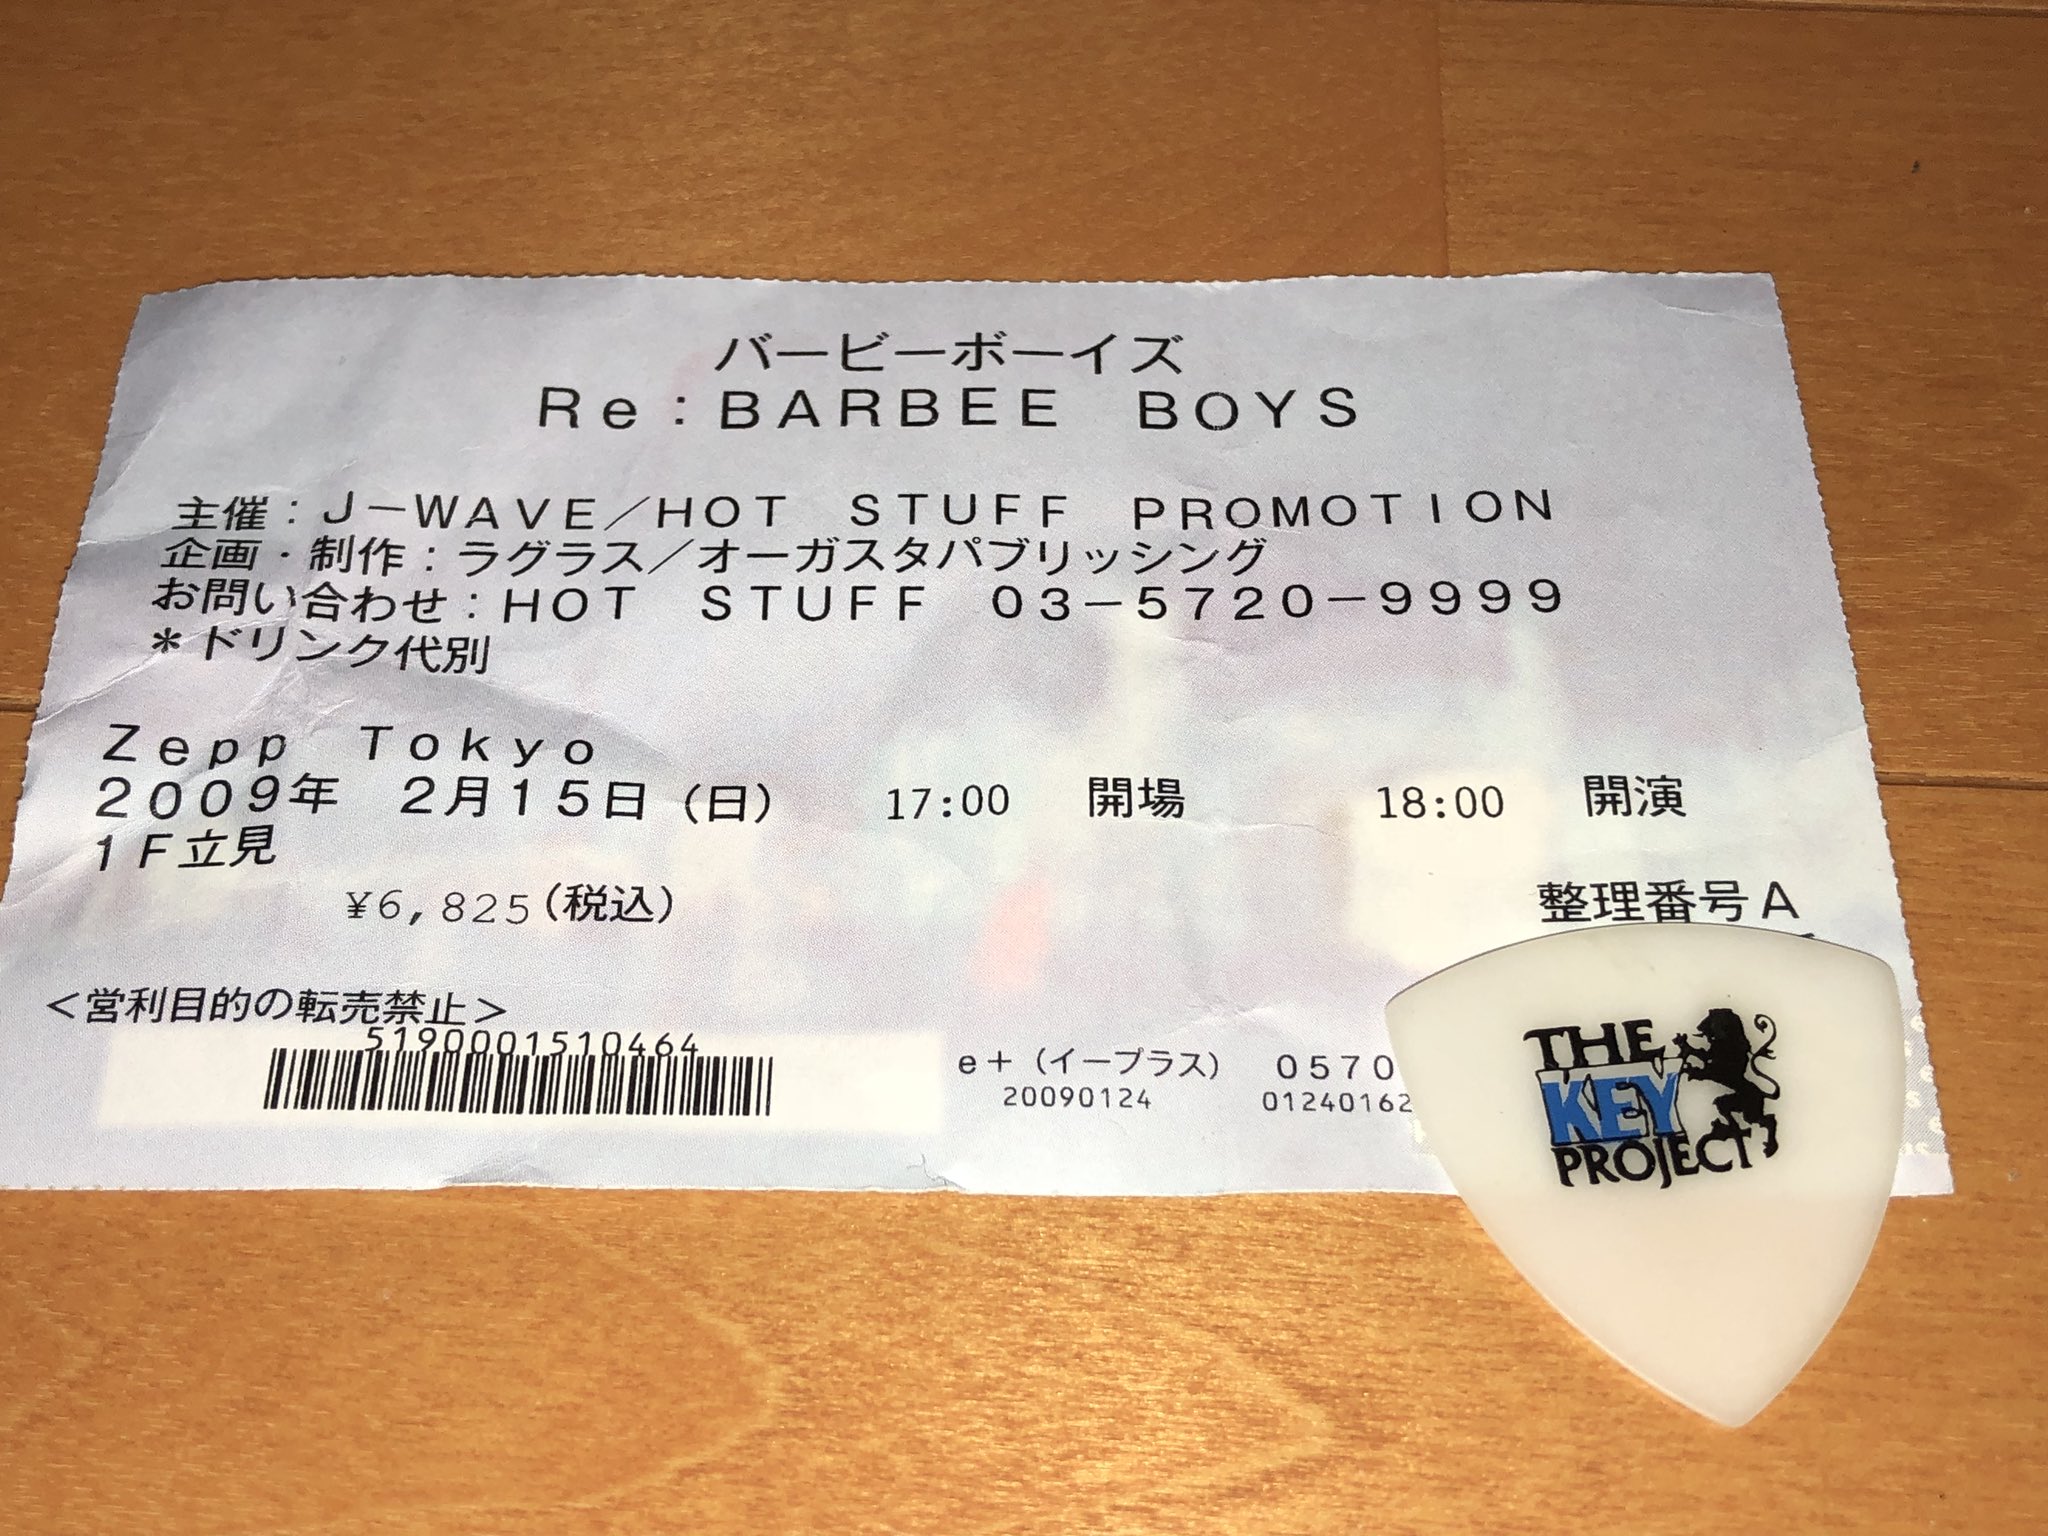 バービーボーイズ
Re:BARBEE BOYS
主催:J-WAVE/HOT STUFF PROMOTION
企画・制作:ラグラス/オーガスタパブリッシング
お問い合わせ:HOT STUFF 03-5720-9999
*ドリンク代別
Zepp Tokyo
2009年 2月15日(日) 17:00 開場 18:00 開演
1F立見
¥6,825(税込)
整理番号A
<営利目的の転売禁止>
5190001510464
e+(イープラス) 0570
20090124 01240162
THE
KEY
PROJECT